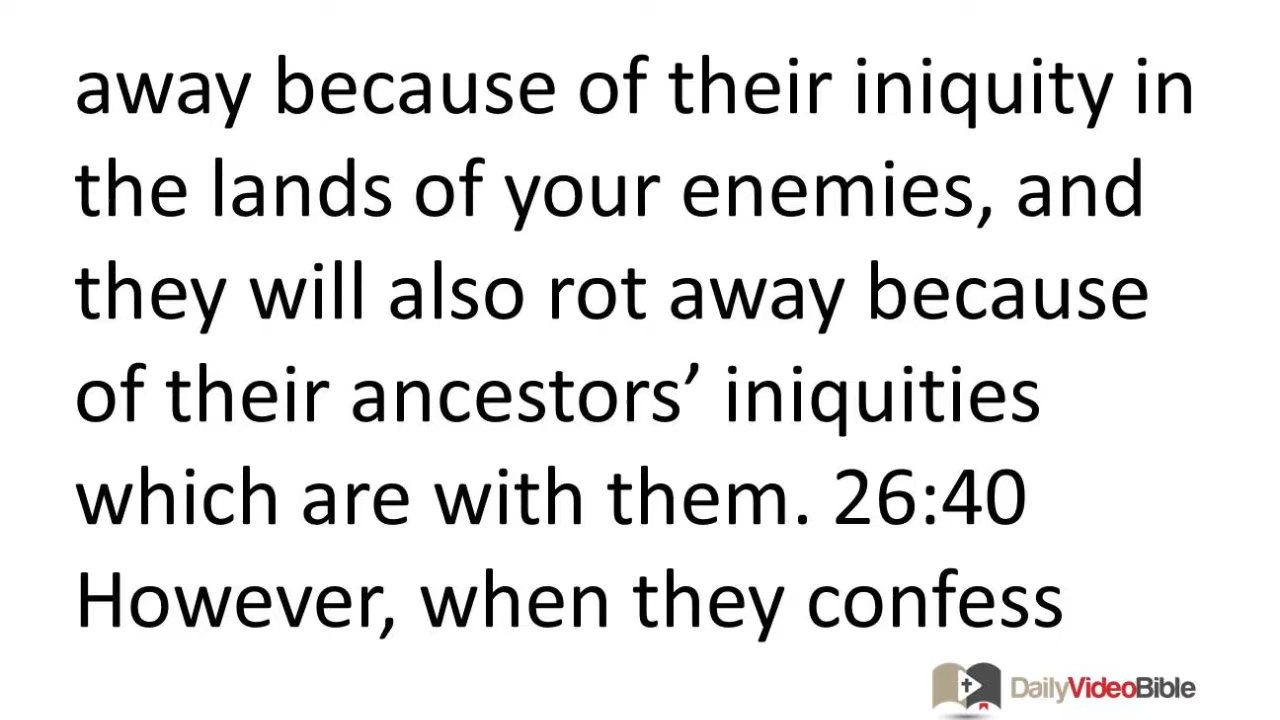 away because of their iniquity in
the lands of your enemies, and
they will also rot away because
of their ancestors’ iniquities
which are with them. 26:40
However, when they confess
DailyVideoBible